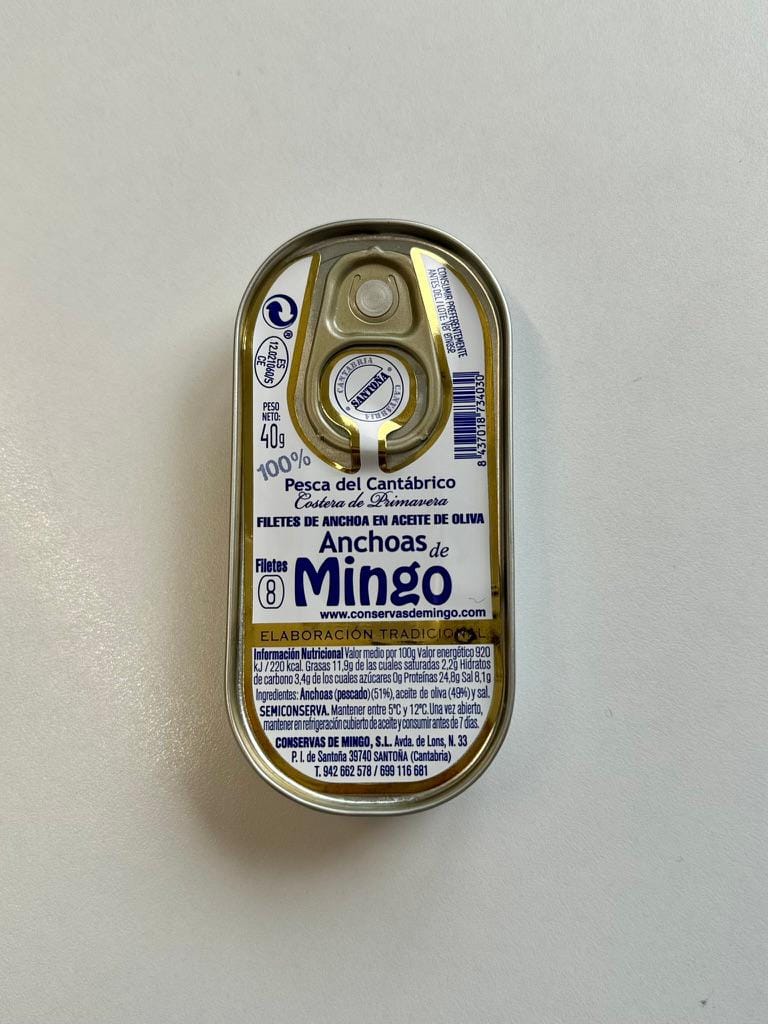 CONSUMIR PREFERENTEMENTE
ANTES DEL / LOTE: Ver envase
ES
12.021060/S
CE
CANTABRIA
SANTOÑA
CANTABRIA
8 437018 734030
PESO
NETO:
40g
100%
Pesca del Cantábrico
Costera de Primavera
FILETES DE ANCHOA EN ACEITE DE OLIVA
Anchoas de
Filetes
8
Mingo
www.conservasdemingo.com
ELABORACIÓN TRADICIONAL
Información Nutricional Valor medio por 100g Valor energético 920
kJ / 220 kcal. Grasas 11,9g de las cuales saturadas 2,2g Hidratos
de carbono 3,4g de los cuales azúcares 0g Proteínas 24,8g Sal 8,1g
Ingredientes: Anchoas (pescado) (51%), aceite de oliva (49%) y sal.
SEMICONSERVA. Mantener entre 5ºC y 12ºC. Una vez abierto,
mantener en refrigeración cubierto de aceite y consumir antes de 7 días.
CONSERVAS DE MINGO, S.L. Avda. de Lons, N. 33
P. I. de Santoña 39740 SANTOÑA (Cantabria)
T. 942 662 578 / 699 116 681